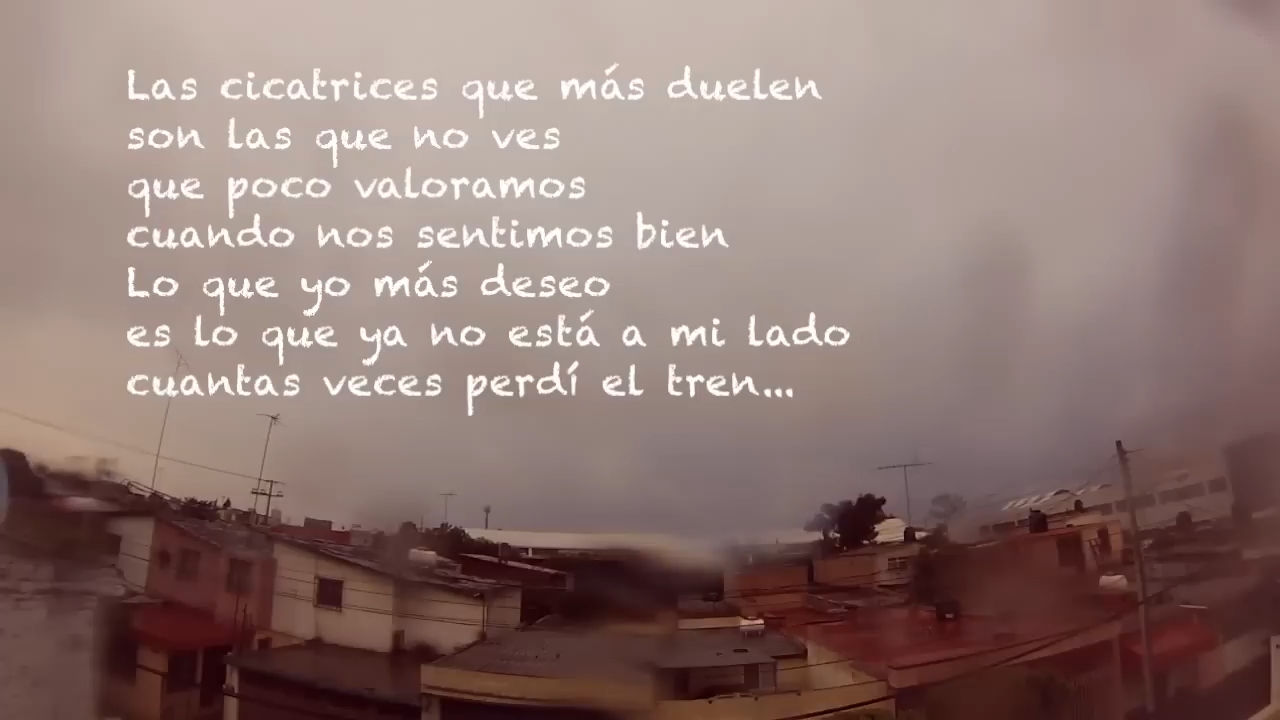 Las cicatrices que más duelen
son las que no ves
que poco valoramos
cuando nos sentimos bien
Lo que yo más deseo
es lo que ya no está a mi lado
cuantas veces perdí el tren...